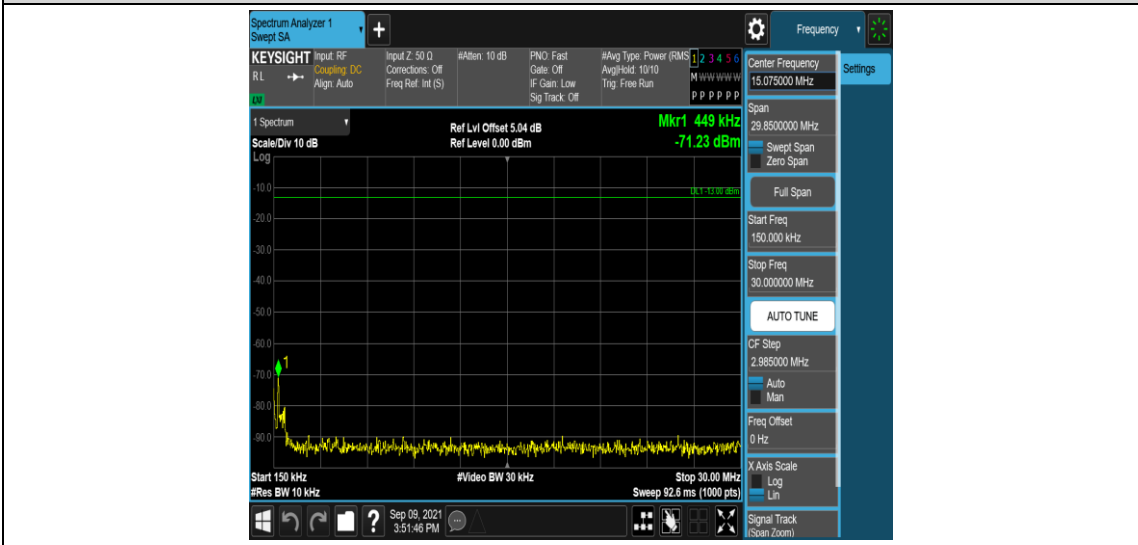 Spectrum Analyzer 1
Swept SA
+
Frequency
KEYSIGHT
RL
Input: RF
Coupling: DC
Align: Auto
Input Z: 50 Ω
Corrections: Off
Freq Ref: Int (S)
#Atten: 10 dB
PNO: Fast
Gate: Off
IF Gain: Low
Sig Track: Off
#Avg Type: Power (RMS
Avg|Hold: 10/10
Trig: Free Run
1 2 3 4 5 6
M W W W W W
P P P P P P
1 Spectrum
Scale/Div 10 dB
Log
Ref Lvl Offset 5.04 dB
Ref Level 0.00 dBm
Mkr1 449 kHz
-71.23 dBm
DL1 -13.00 dBm
-10.0
-20.0
-30.0
-40.0
-50.0
-60.0
-70.0
-80.0
-90.0
1
Start 150 kHz
#Res BW 10 kHz
#Video BW 30 kHz
Stop 30.00 MHz
Sweep 92.6 ms (1000 pts)
Sep 09, 2021
3:51:46 PM
?
Center Frequency
15.075000 MHz
Settings
Span
29.8500000 MHz
Swept Span
Zero Span
Full Span
Start Freq
150.000 kHz
Stop Freq
30.000000 MHz
AUTO TUNE
CF Step
2.985000 MHz
Auto
Man
Freq Offset
0 Hz
X Axis Scale
Log
Lin
Signal Track
(Span Zoom)